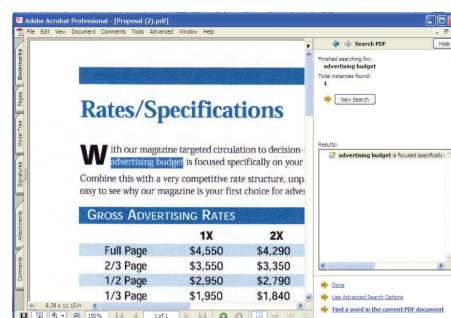 Adobe Acrobat Professional - [Proposal (2).pdf]
File Edit View Document Comments Tools Advanced Window Help
Search PDF
Hide
Bookmarks
Pages
Model Tree
Signatures
Attachments
Comments
Rates/Specifications
With our magazine targeted circulation to decision-
advertising budget is focused specifically on your
Combine this with a very competitive rate structure, unp
easy to see why our magazine is your first choice for adver
GROSS ADVERTISING RATES
1X 2X
Full Page $4,550 $4,290
2/3 Page $3,550 $3,350
1/2 Page $2,950 $2,790
1/3 Page $1,950 $1,840
8.39 x 11.15 in
150%
1 of 1
Finished searching for:
advertising budget
Total instances found:
1
New Search
Results:
advertising budget is focused specifically
Done
Use Advanced Search Options
Find a word in the current PDF document